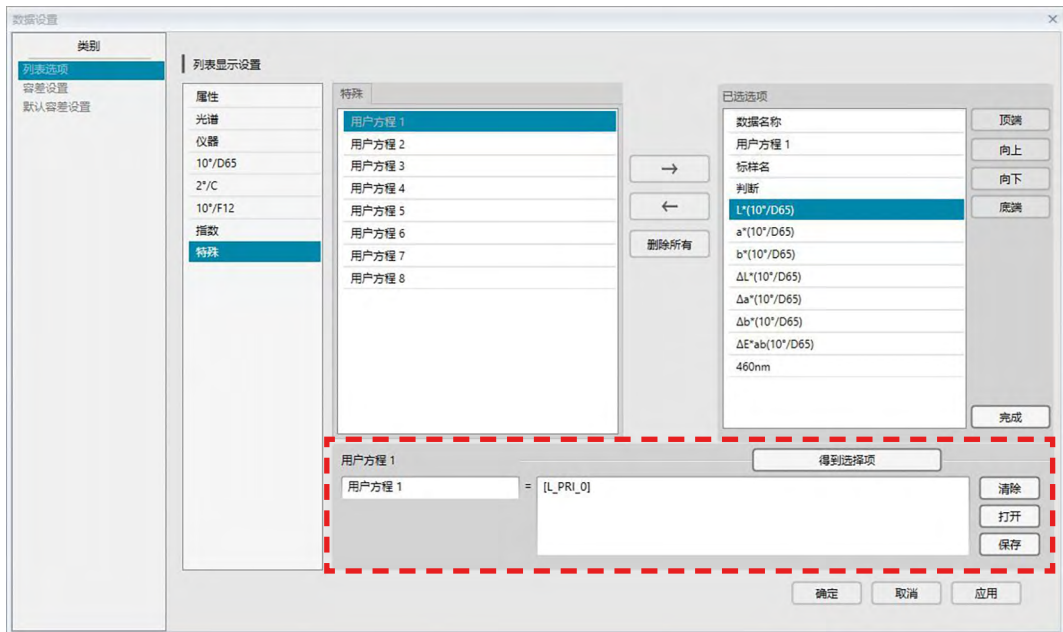 数据设置
类别
列表选项
容差设置
默认容差设置
列表显示设置
属性
光谱
仪器
10°/D65
2°/C
10°/F12
指数
特殊
特殊
用户方程 1
用户方程 2
用户方程 3
用户方程 4
用户方程 5
用户方程 6
用户方程 7
用户方程 8
→
←
删除所有
已选选项
数据名称
用户方程 1
标样名
判断
L*(10°/D65)
a*(10°/D65)
b*(10°/D65)
ΔL*(10°/D65)
Δa*(10°/D65)
Δb*(10°/D65)
ΔE*ab(10°/D65)
460nm
顶端
向上
向下
底端
完成
用户方程 1
得到选择项
用户方程 1 = [L_PRI_0]
清除
打开
保存
确定 取消 应用